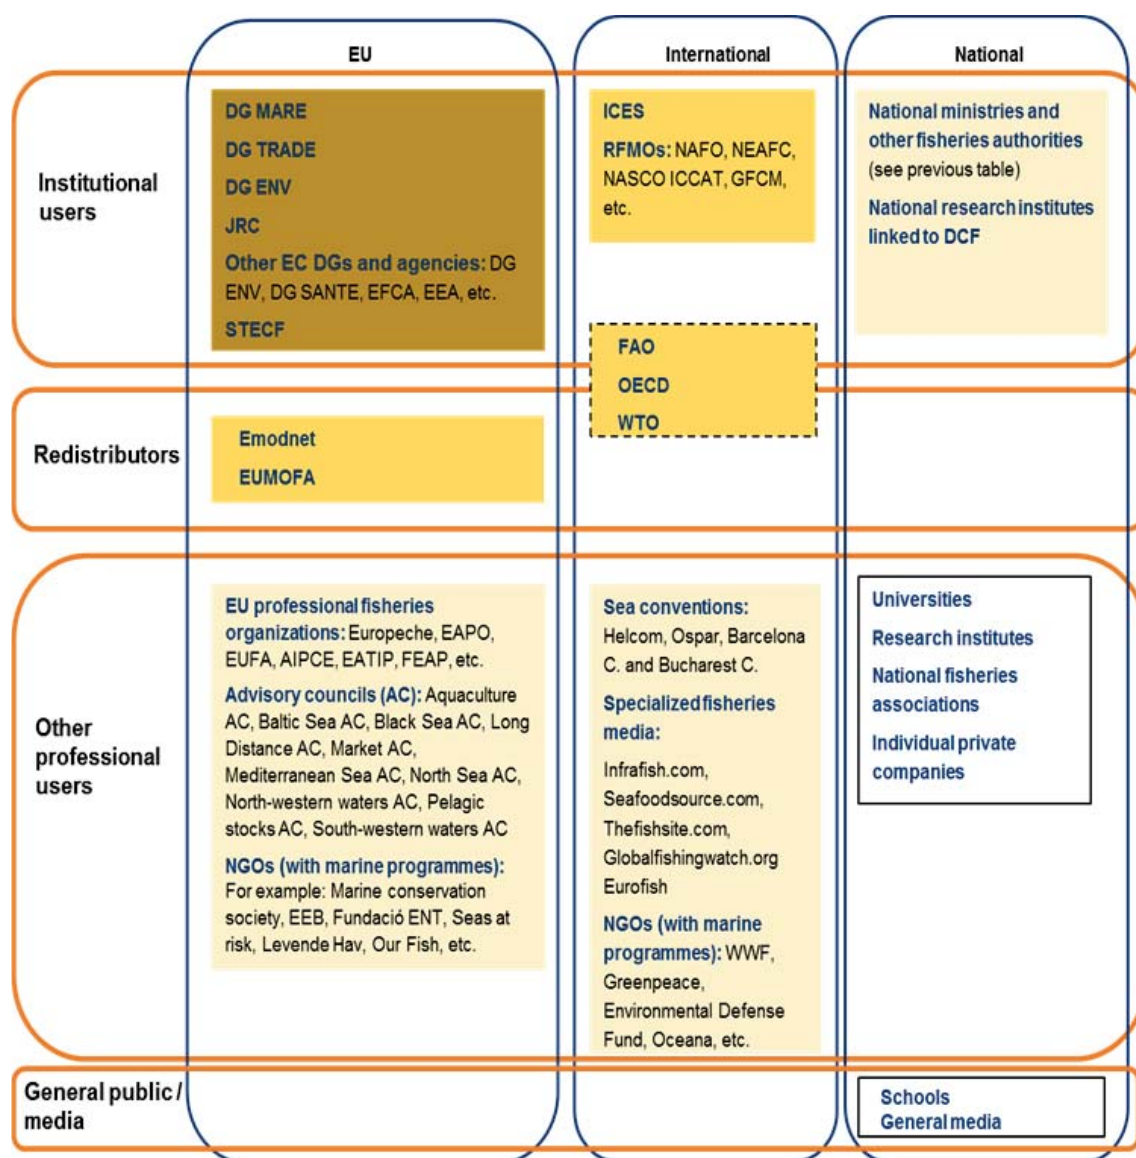 EU
International
National
Institutional
users
DG MARE
DG TRADE
DG ENV
JRC
Other EC DGs and agencies: DG
ENV, DG SANTE, EFCA, EEA, etc.
STECF
ICES
RFMOs: NAFO, NEAFC,
NASCO ICCAT, GFCM,
etc.
National ministries and
other fisheries authorities
(see previous table)
National research institutes
linked to DCF
FAO
OECD
WTO
Redistributors
Emodnet
EUMOFA
Other
professional
users
EU professional fisheries
organizations: Europeche, EAPO,
EUFA, AIPCE, EATIP, FEAP, etc.
Advisory councils (AC): Aquaculture
AC, Baltic Sea AC, Black Sea AC, Long
Distance AC, Market AC,
Mediterranean Sea AC, North Sea AC,
North-western waters AC, Pelagic
stocks AC, South-western waters AC
NGOs (with marine programmes):
For example: Marine conservation
society, EEB, Fundació ENT, Seas at
risk, Levende Hav, Our Fish, etc.
Sea conventions:
Helcom, Ospar, Barcelona
C. and Bucharest C.
Specialized fisheries
media:
Infrafish.com,
Seafoodsource.com,
Thefishsite.com,
Globalfishingwatch.org
Eurofish
NGOs (with marine
programmes): WWF,
Greenpeace,
Environmental Defense
Fund, Oceana, etc.
Universities
Research institutes
National fisheries
associations
Individual private
companies
General public /
media
Schools
General media